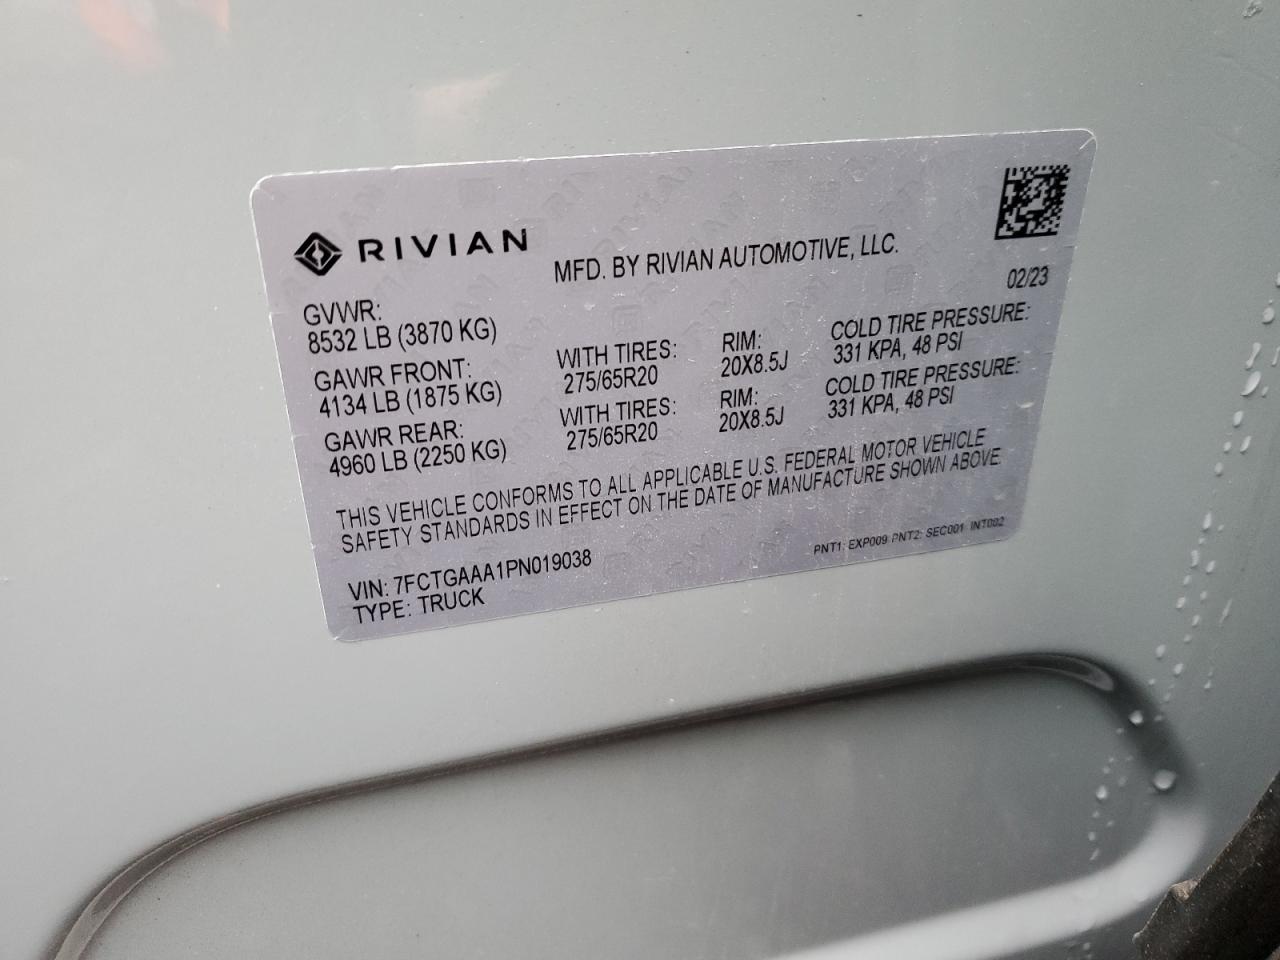 RIVIAN
MFD. BY RIVIAN AUTOMOTIVE, LLC.
02/23
GVWR:
8532 LB (3870 KG)
GAWR FRONT:
4134 LB (1875 KG)
WITH TIRES:
275/65R20
RIM:
20X8.5J
COLD TIRE PRESSURE:
331 KPA, 48 PSI
GAWR REAR:
4960 LB (2250 KG)
WITH TIRES:
275/65R20
RIM:
20X8.5J
COLD TIRE PRESSURE:
331 KPA, 48 PSI
THIS VEHICLE CONFORMS TO ALL APPLICABLE U.S. FEDERAL MOTOR VEHICLE
SAFETY STANDARDS IN EFFECT ON THE DATE OF MANUFACTURE SHOWN ABOVE.
PNT1: EXP009 PNT2: SEC001 INT002
VIN: 7FCTGAAA1PN019038
TYPE: TRUCK